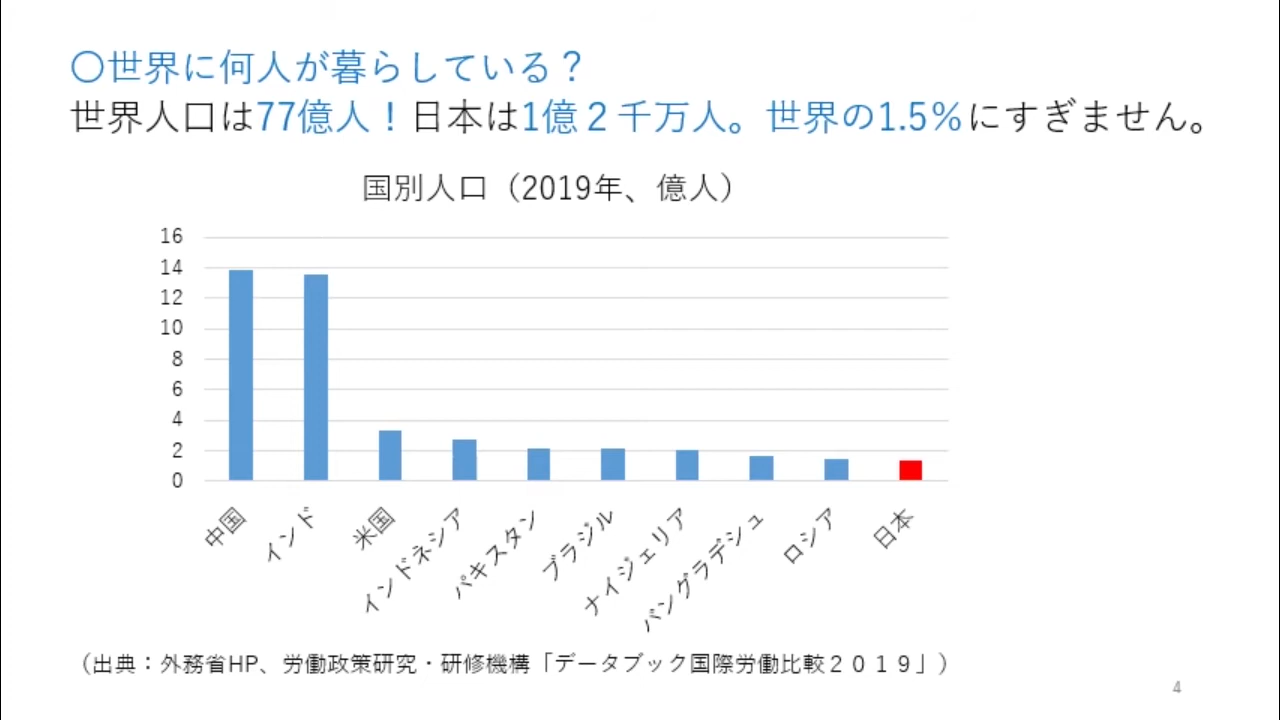 〇世界に何人が暮らしている？
世界人口は77億人！日本は1億２千万人。世界の1.5%にすぎません。
国別人口（2019年、億人）
16
14
12
10
8
6
4
2
0
中国
インド
米国
インドネシア
パキスタン
ブラジル
ナイジェリア
バングラデシュ
ロシア
日本
（出典：外務省HP、労働政策研究・研修機構「データブック国際労働比較２０１９」）
4